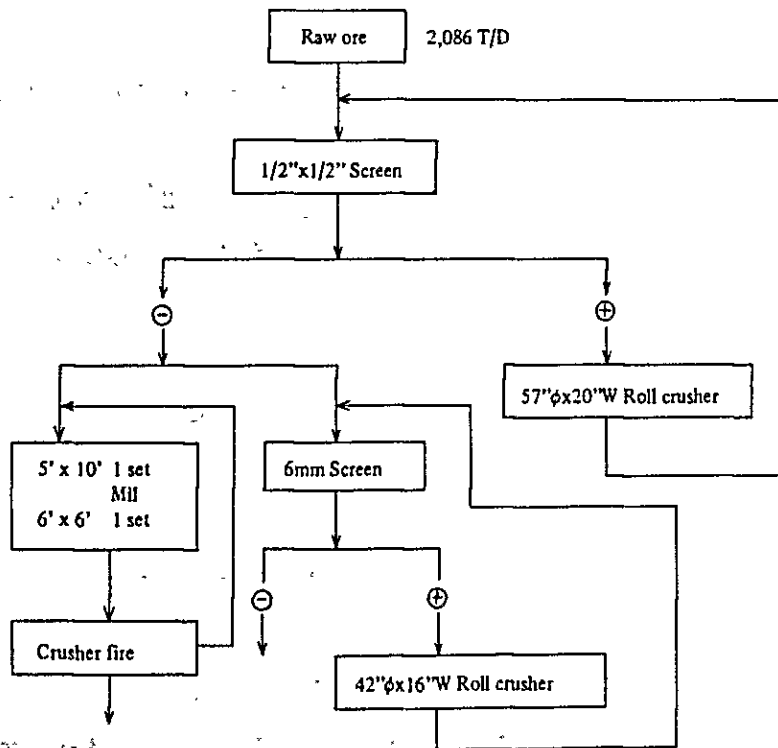 Raw ore
2,086 T/D
1/2"x1/2" Screen
⊖
⊕
57"φx20"W Roll crusher
5' x 10' 1 set
Mil
6' x 6' 1 set
6mm Screen
⊖
⊕
Crusher fire
42"φx16"W Roll crusher